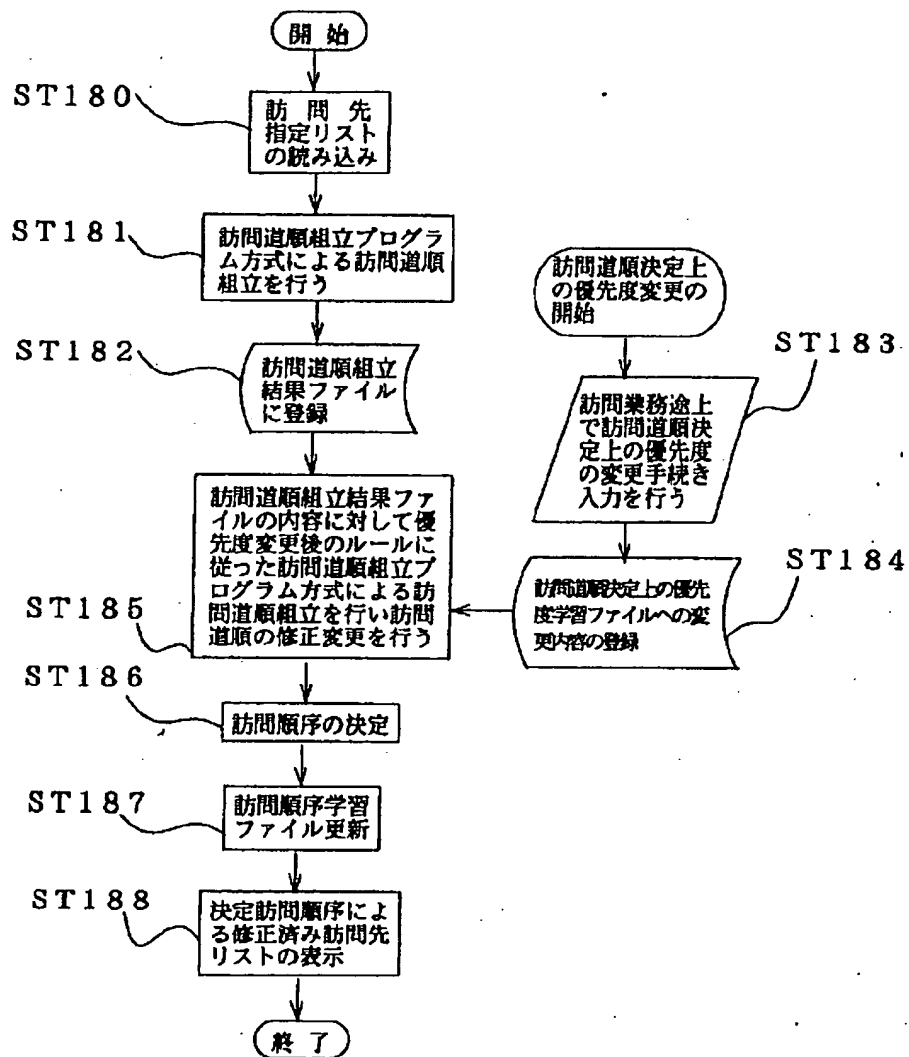 開始
ST180
訪問先
指定リスト
の読み込み
ST181
訪問道順組立プログラ
ム方式による訪問道順
組立を行う
ST182
訪問道順組立
結果ファイル
に登録
訪問道順決定上
の優先度変更の
開始
ST183
訪問業務途上
で訪問道順決
定上の優先度
の変更手続き
入力を行う
ST184
訪問道順決定上の優先
度学習ファイルへの変
更内容の登録
ST185
訪問道順組立結果ファ
イルの内容に対して優
先度変更後のルールに
従った訪問道順組立プ
ログラム方式による訪
問道順組立を行い訪問
道順の修正変更を行う
ST186
訪問順序の決定
ST187
訪問順序学習
ファイル更新
ST188
決定訪問順序によ
る修正済み訪問先
リストの表示
終了